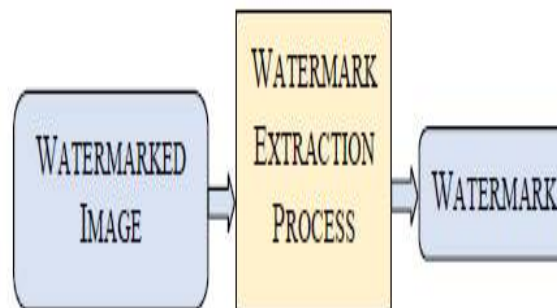 WATERMARKED
IMAGE
WATERMARK
EXTRACTION
PROCESS
WATERMARK